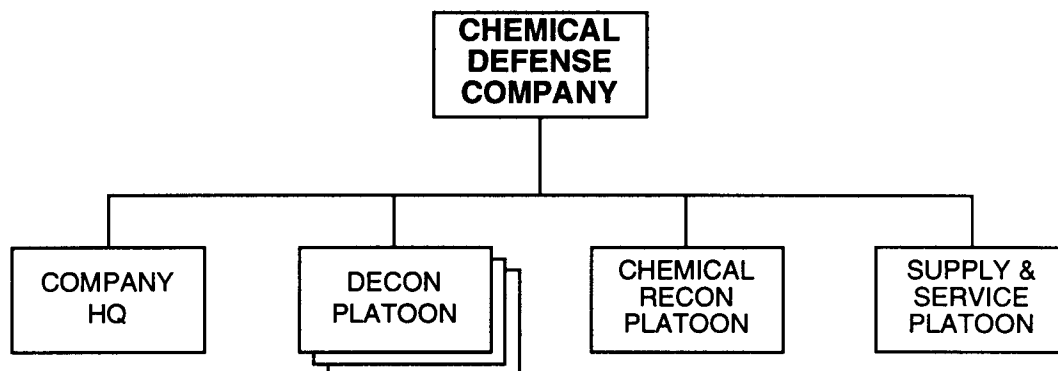 CHEMICAL
DEFENSE
COMPANY
COMPANY
HQ
DECON
PLATOON
CHEMICAL
RECON
PLATOON
SUPPLY &
SERVICE
PLATOON